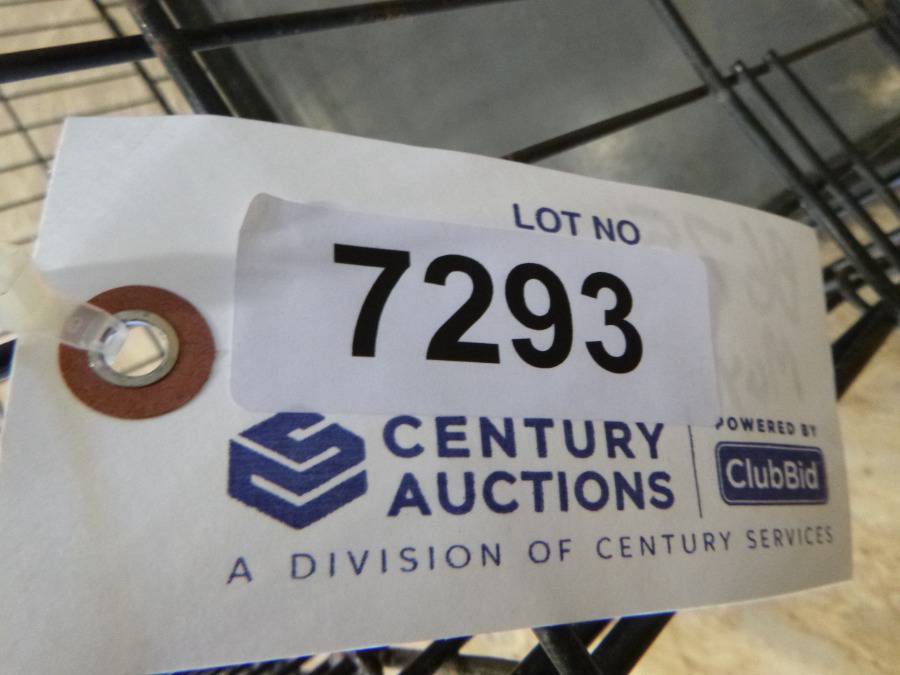 LOT NO
7293
CENTURY
AUCTIONS
POWERED BY
ClubBid
A DIVISION OF CENTURY SERVICES